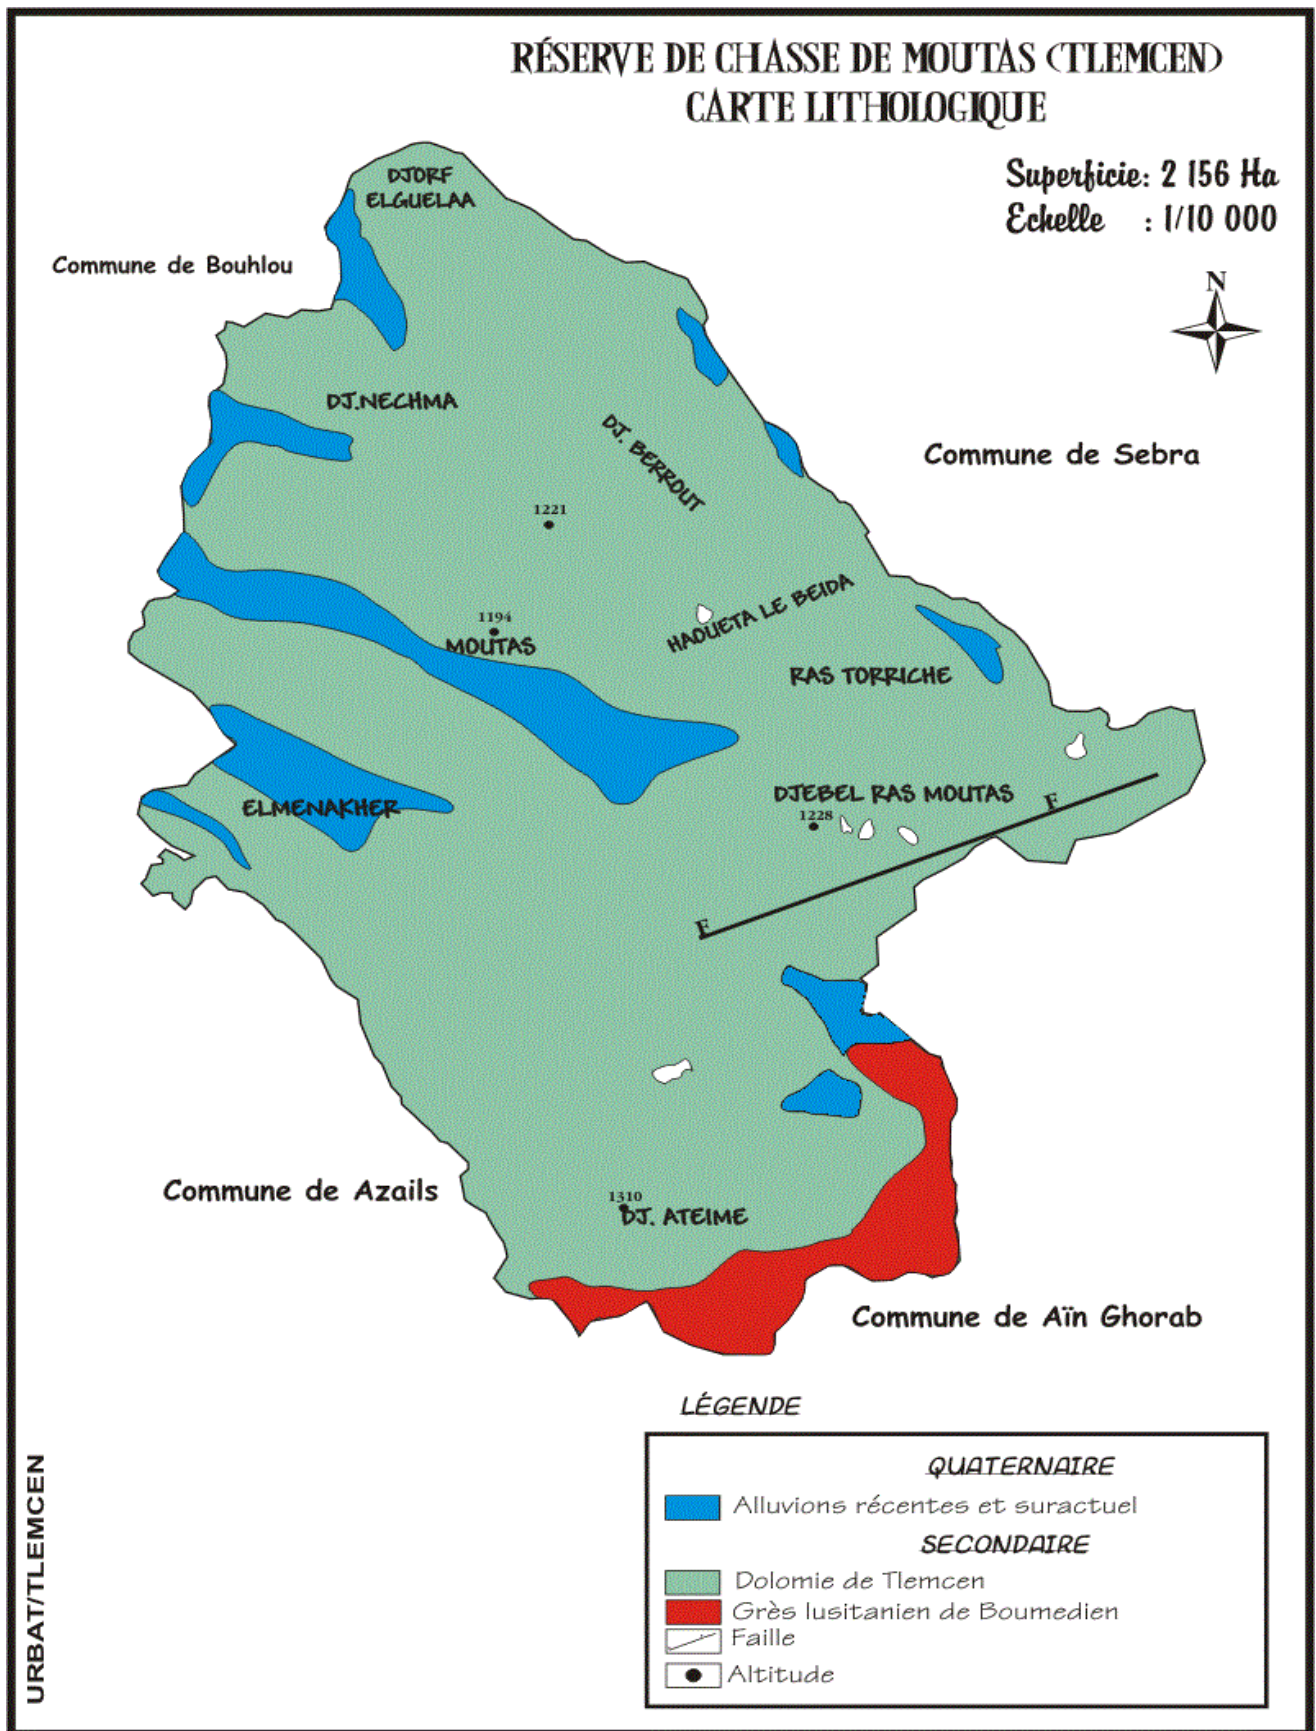 RÉSERVE DE CHASSE DE MOUTAS (TLEMCEN)
CARTE LITHOLOGIQUE
Superficie: 2 156 Ha
Echelle : 1/10 000
N
DJORF
ELGUELAA
Commune de Bouhlou
DJ.NECHMA
DJ. BERROUT
Commune de Sebra
1221
HAOUETA LE BEIDA
1194
MOUTAS
RAS TORRICHE
ELMENAKHER
DJEBEL RAS MOUTAS
1228
F
F
Commune de Azails
1310
DJ. ATEIME
Commune de Aïn Ghorab
LÉGENDE
QUATERNAIRE
Alluvions récentes et suractuel
SECONDAIRE
Dolomie de Tlemcen
Grès lusitanien de Boumedien
Faille
Altitude
URBAT/TLEMCEN